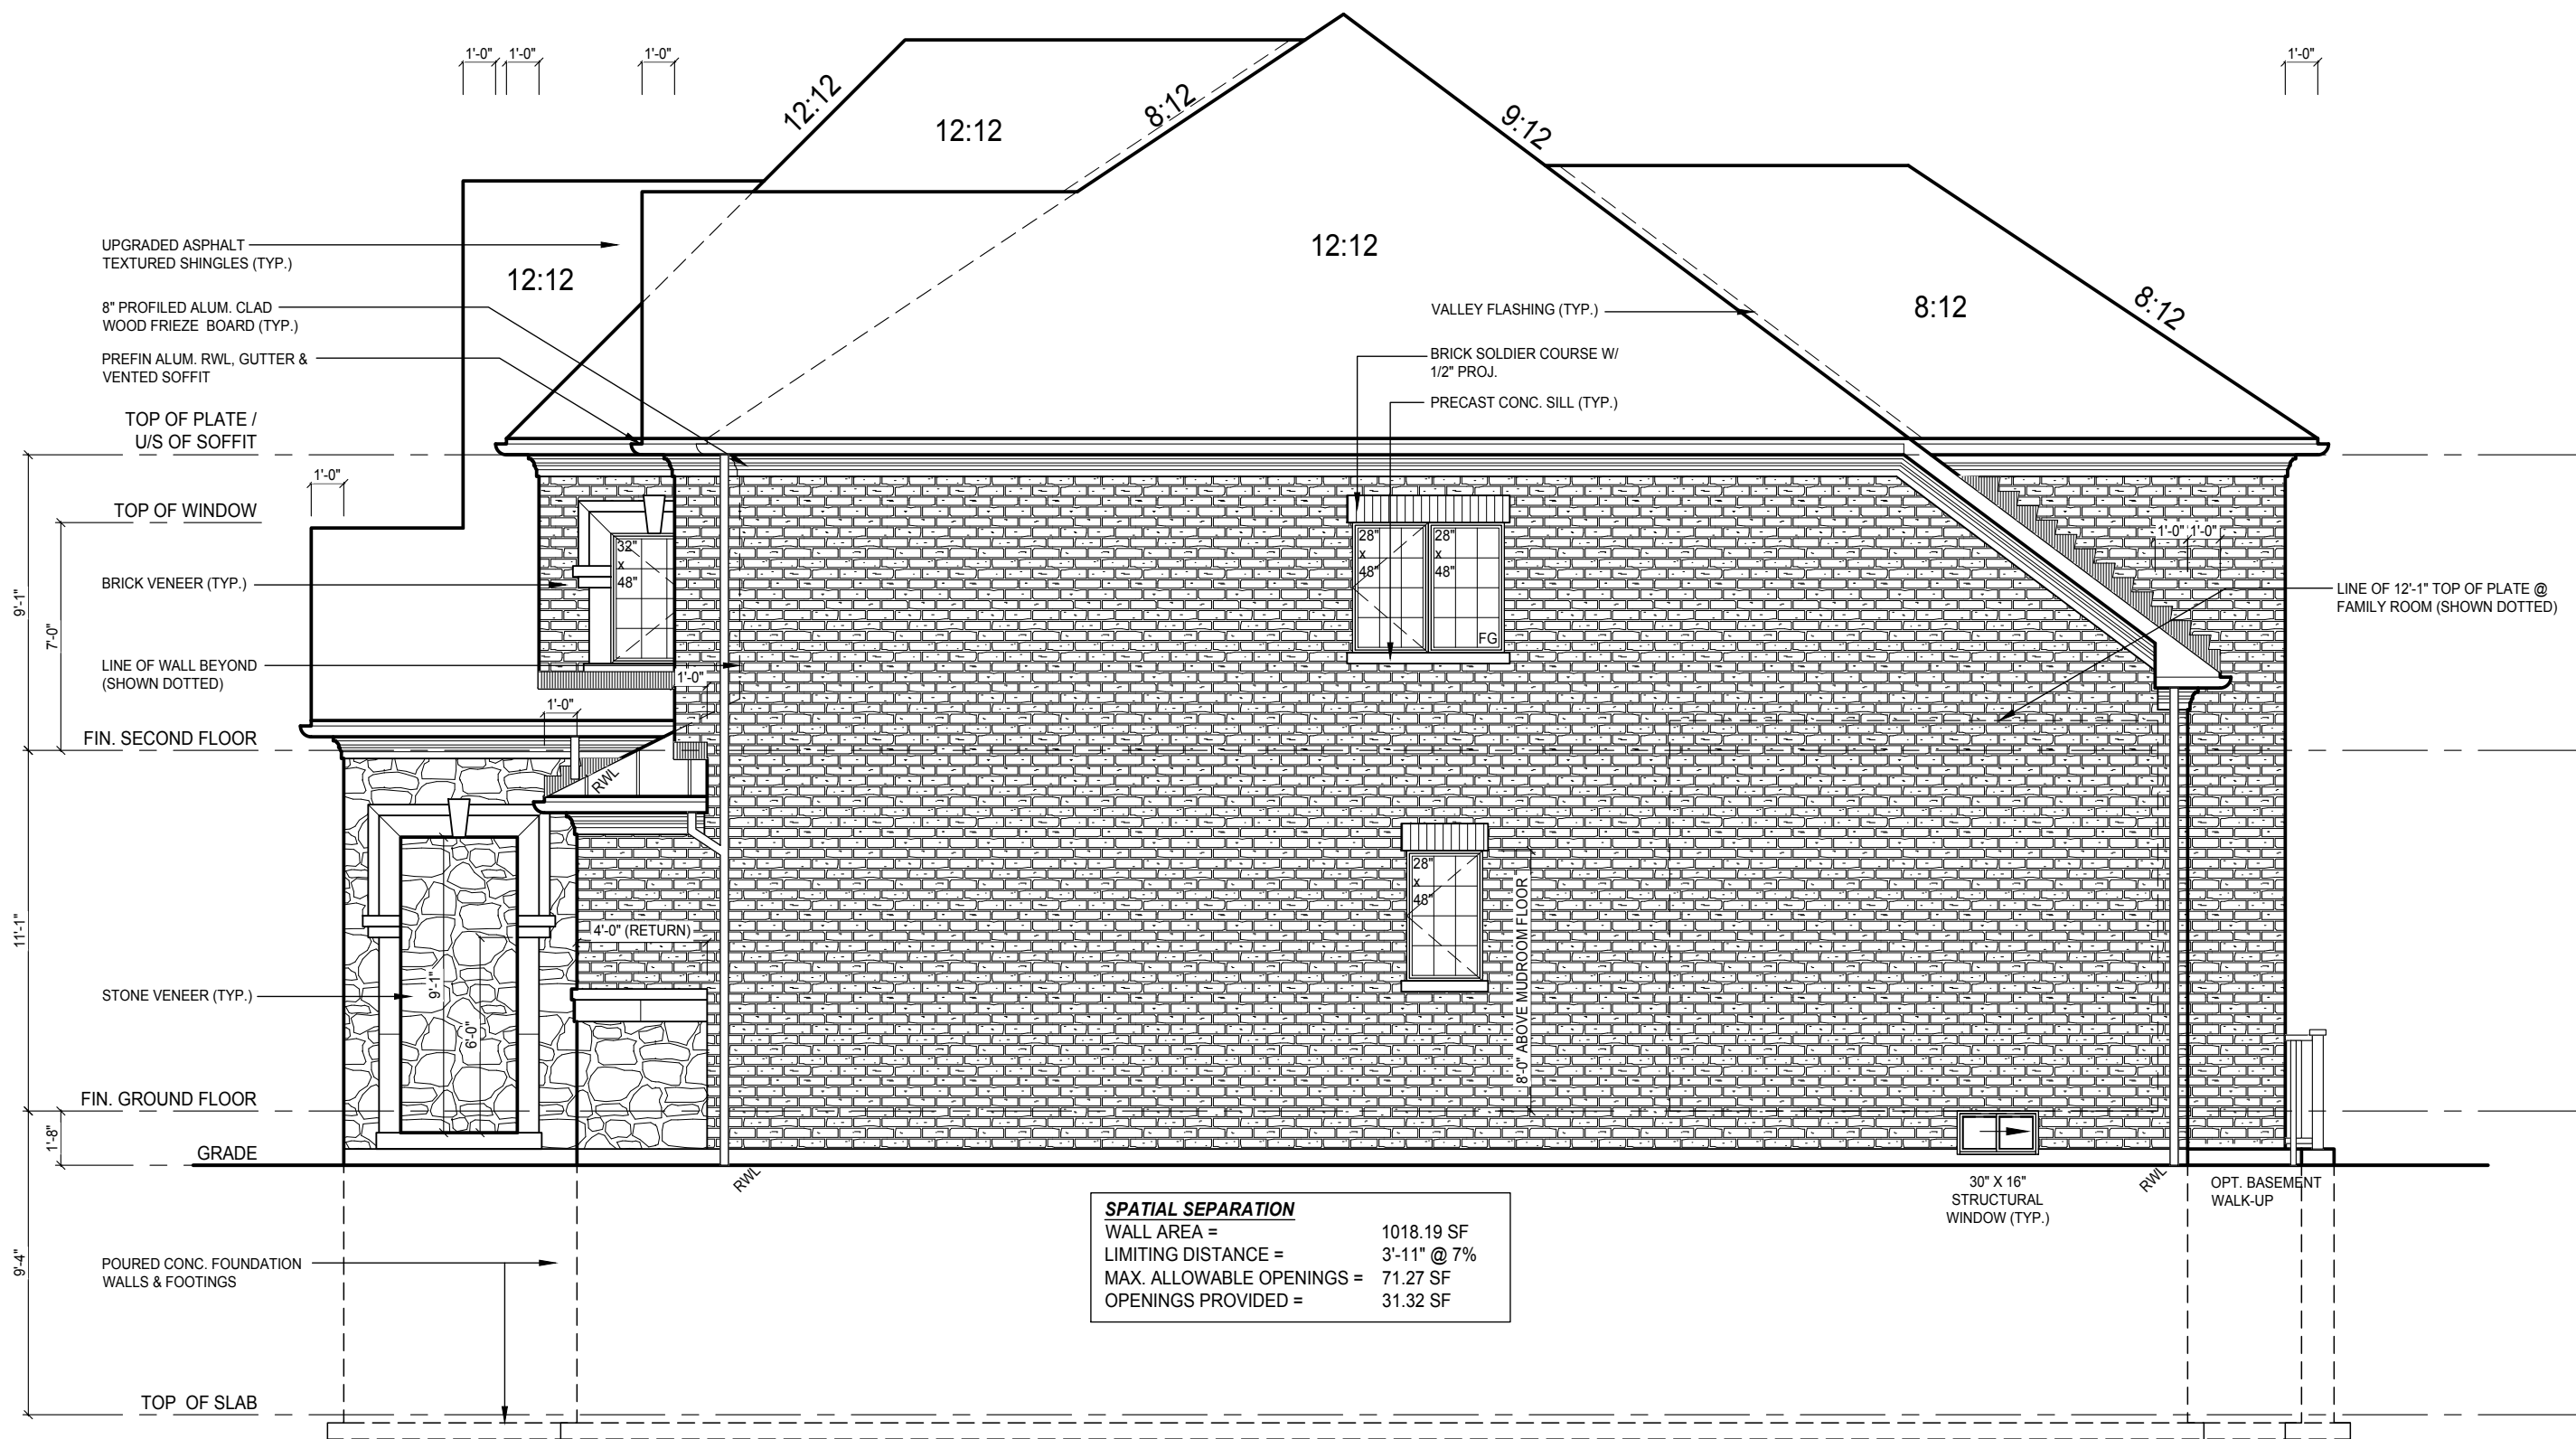 1'-0" 1'-0" 1'-0" 1'-0"
12:12
12:12
8:12
9:12
12:12
12:12
8:12
8:12
UPGRADED ASPHALT
TEXTURED SHINGLES (TYP.)
8" PROFILED ALUM. CLAD
WOOD FRIEZE BOARD (TYP.)
PREFIN ALUM. RWL, GUTTER &
VENTED SOFFIT
VALLEY FLASHING (TYP.)
BRICK SOLDIER COURSE W/
1/2" PROJ.
PRECAST CONC. SILL (TYP.)
TOP OF PLATE /
U/S OF SOFFIT
1'-0"
TOP OF WINDOW
BRICK VENEER (TYP.)
LINE OF WALL BEYOND
(SHOWN DOTTED)
32"
x
48"
28"
x
48"
28"
x
48"
FG
1'-0" 1'-0"
LINE OF 12'-1" TOP OF PLATE @
FAMILY ROOM (SHOWN DOTTED)
9'-1"
7'-0"
1'-0"
1'-0"
FIN. SECOND FLOOR
RWL
28"
x
48"
8'-0" ABOVE MUDROOM FLOOR
4'-0" (RETURN)
11'-1"
STONE VENEER (TYP.)
9'-1"
6'-0"
FIN. GROUND FLOOR
1'-8"
GRADE
RWL
RWL
30" X 16"
STRUCTURAL
WINDOW (TYP.)
OPT. BASEMENT
WALK-UP
SPATIAL SEPARATION
WALL AREA = 1018.19 SF
LIMITING DISTANCE = 3'-11" @ 7%
MAX. ALLOWABLE OPENINGS = 71.27 SF
OPENINGS PROVIDED = 31.32 SF
9'-4"
POURED CONC. FOUNDATION
WALLS & FOOTINGS
TOP OF SLAB